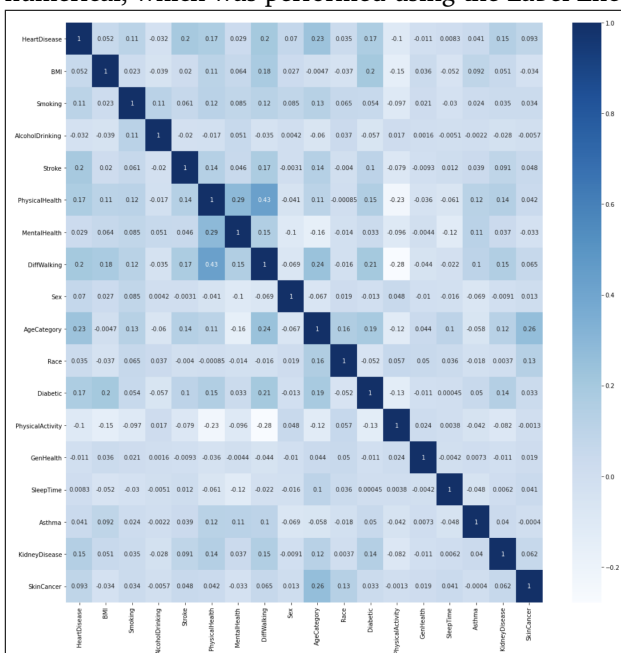 HeartDisease 1 0.052 0.11 -0.032 0.2 0.17 0.029 0.2 0.07 0.23 0.035 0.17 -0.1 -0.011 0.0083 0.041 0.15 0.093
BMI 0.052 1 0.023 -0.039 0.02 0.11 0.064 0.18 0.027 -0.0047 -0.037 0.2 -0.15 0.036 -0.052 0.092 0.051 -0.034
Smoking 0.11 0.023 1 0.11 0.061 0.12 0.085 0.12 0.085 0.13 0.065 0.054 -0.097 0.021 -0.03 0.024 0.035 0.034
AlcoholDrinking -0.032 -0.039 0.11 1 -0.02 -0.017 0.051 -0.035 0.0042 -0.06 0.037 -0.057 0.017 0.0016 -0.0051 -0.0022 -0.028 -0.0057
Stroke 0.2 0.02 0.061 -0.02 1 0.14 0.046 0.17 -0.0031 0.14 -0.004 0.1 -0.079 -0.0093 0.012 0.039 0.091 0.048
PhysicalHealth 0.17 0.11 0.12 -0.017 0.14 1 0.29 0.43 -0.041 0.11 -0.00085 0.15 -0.23 -0.036 -0.061 0.12 0.14 0.042
MentalHealth 0.029 0.064 0.085 0.051 0.046 0.29 1 0.15 -0.1 -0.16 -0.014 0.033 -0.096 -0.0044 -0.12 0.11 0.037 -0.033
DiffWalking 0.2 0.18 0.12 -0.035 0.17 0.43 0.15 1 -0.069 0.24 -0.016 0.21 -0.28 -0.044 -0.022 0.1 0.15 0.065
Sex 0.07 0.027 0.085 0.0042 -0.0031 -0.041 -0.1 -0.069 1 -0.067 0.019 -0.013 0.048 -0.01 -0.016 -0.069 -0.0091 0.013
AgeCategory 0.23 -0.0047 0.13 -0.06 0.14 0.11 -0.16 0.24 -0.067 1 0.16 0.19 -0.12 0.044 0.1 -0.058 0.12 0.26
Race 0.035 -0.037 0.065 0.037 -0.004 -0.00085 -0.014 -0.016 0.019 0.16 1 -0.052 0.057 0.05 0.036 -0.018 0.0037 0.13
Diabetic 0.17 0.2 0.054 -0.057 0.1 0.15 0.033 0.21 -0.013 0.19 -0.052 1 -0.13 -0.011 0.00045 0.05 0.14 0.033
PhysicalActivity -0.1 -0.15 -0.097 0.017 -0.079 -0.23 -0.096 -0.28 0.048 -0.12 0.057 -0.13 1 0.024 0.0038 -0.042 -0.082 -0.0013
GenHealth -0.011 0.036 0.021 0.0016 -0.0093 -0.036 -0.0044 -0.044 -0.01 0.044 0.05 -0.011 0.024 1 -0.0042 0.0073 -0.011 0.019
SleepTime 0.0083 -0.052 -0.03 -0.0051 0.012 -0.061 -0.12 -0.022 -0.016 0.1 0.036 0.00045 0.0038 -0.0042 1 -0.048 0.0062 0.041
Asthma 0.041 0.092 0.024 -0.0022 0.039 0.12 0.11 0.1 -0.069 -0.058 -0.018 0.05 -0.042 0.0073 -0.048 1 0.04 -0.0004
KidneyDisease 0.15 0.051 0.035 -0.028 0.091 0.14 0.037 0.15 -0.0091 0.12 0.0037 0.14 -0.082 -0.011 0.0062 0.04 1 0.062
SkinCancer 0.093 -0.034 0.034 -0.0057 0.048 0.042 -0.033 0.065 0.013 0.26 0.13 0.033 -0.0013 0.019 0.041 -0.0004 0.062 1
HeartDisease BMI Smoking AlcoholDrinking Stroke PhysicalHealth MentalHealth DiffWalking Sex AgeCategory Race Diabetic PhysicalActivity GenHealth SleepTime Asthma KidneyDisease SkinCancer
1.0
0.8
0.6
0.4
0.2
0.0
-0.2